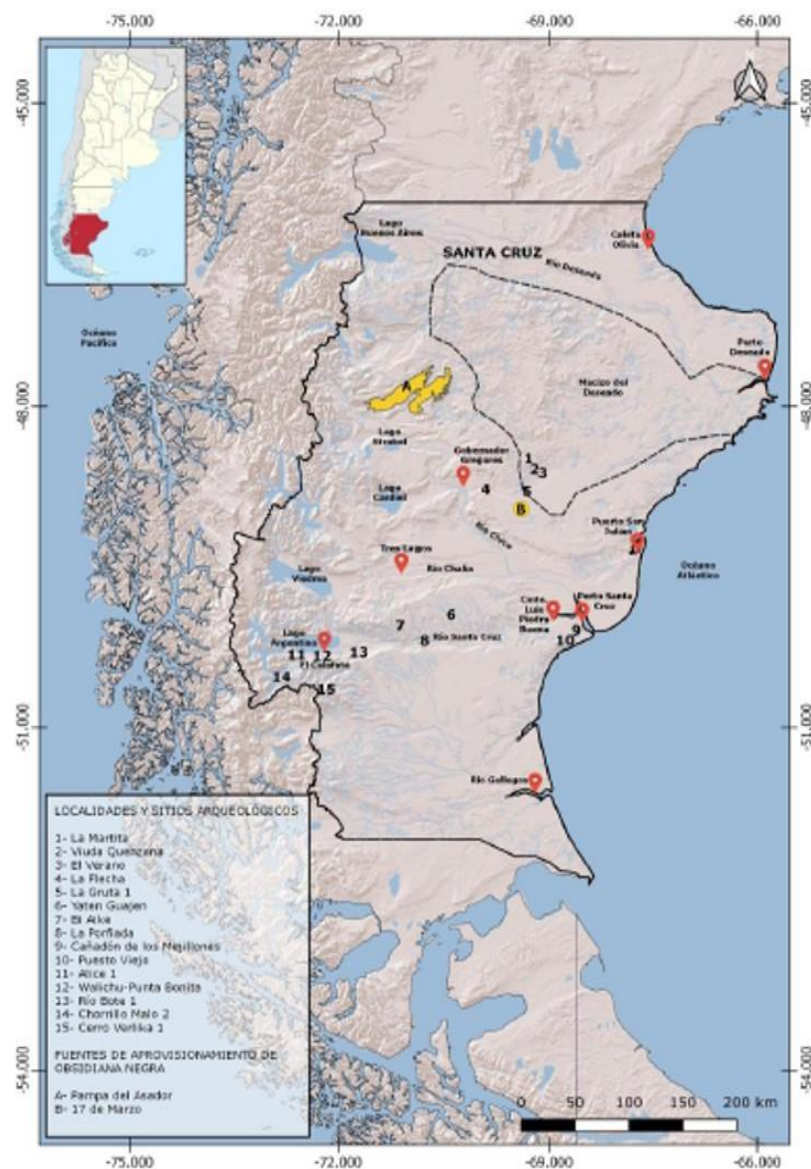 -75.000
-72.000
-69.000
-66.000
-45.000
-45.000
Lago
Buenos Aires
SANTA CRUZ
Río Deseado
Caleta
Olivia
Océano
Pacífico
Puerto
Deseado
A
Macizo del
Deseado
-48.000
-48.000
Lago
Strobel
Gobernador
Gregores
1
2
3
Lago
Cardiel
4
5
B
Río Chico
Puerto San
Julián
Tres Lagos
Río Chalía
Océano
Atlántico
Lago
Viedma
Cmte.
Luis
Piedra
Buena
Puerto Santa
Cruz
6
7
8
Río Santa Cruz
9
10
Lago
Argentino
11
12
13
El Calafate
14
15
-51.000
-51.000
Río Gallegos
LOCALIDADES Y SITIOS ARQUEOLÓGICOS
1- La Martita
2- Viuda Quenzana
3- El Verano
4- La Flecha
5- La Gruta 1
6- Yaten Guajen
7- Bi Aike
8- La Porfiada
9- Cañadón de los Mejillones
10- Puesto Viejo
11- Alice 1
12- Walichu-Punta Bonita
13- Río Bote 1
14- Chorrillo Malo 2
15- Cerro Verlika 1
FUENTES DE APROVISIONAMIENTO DE
OBSIDIANA NEGRA
A- Pampa del Asador
B- 17 de Marzo
-54.000
-54.000
0 50 100 150 200 km
-75.000
-72.000
-69.000
-66.000